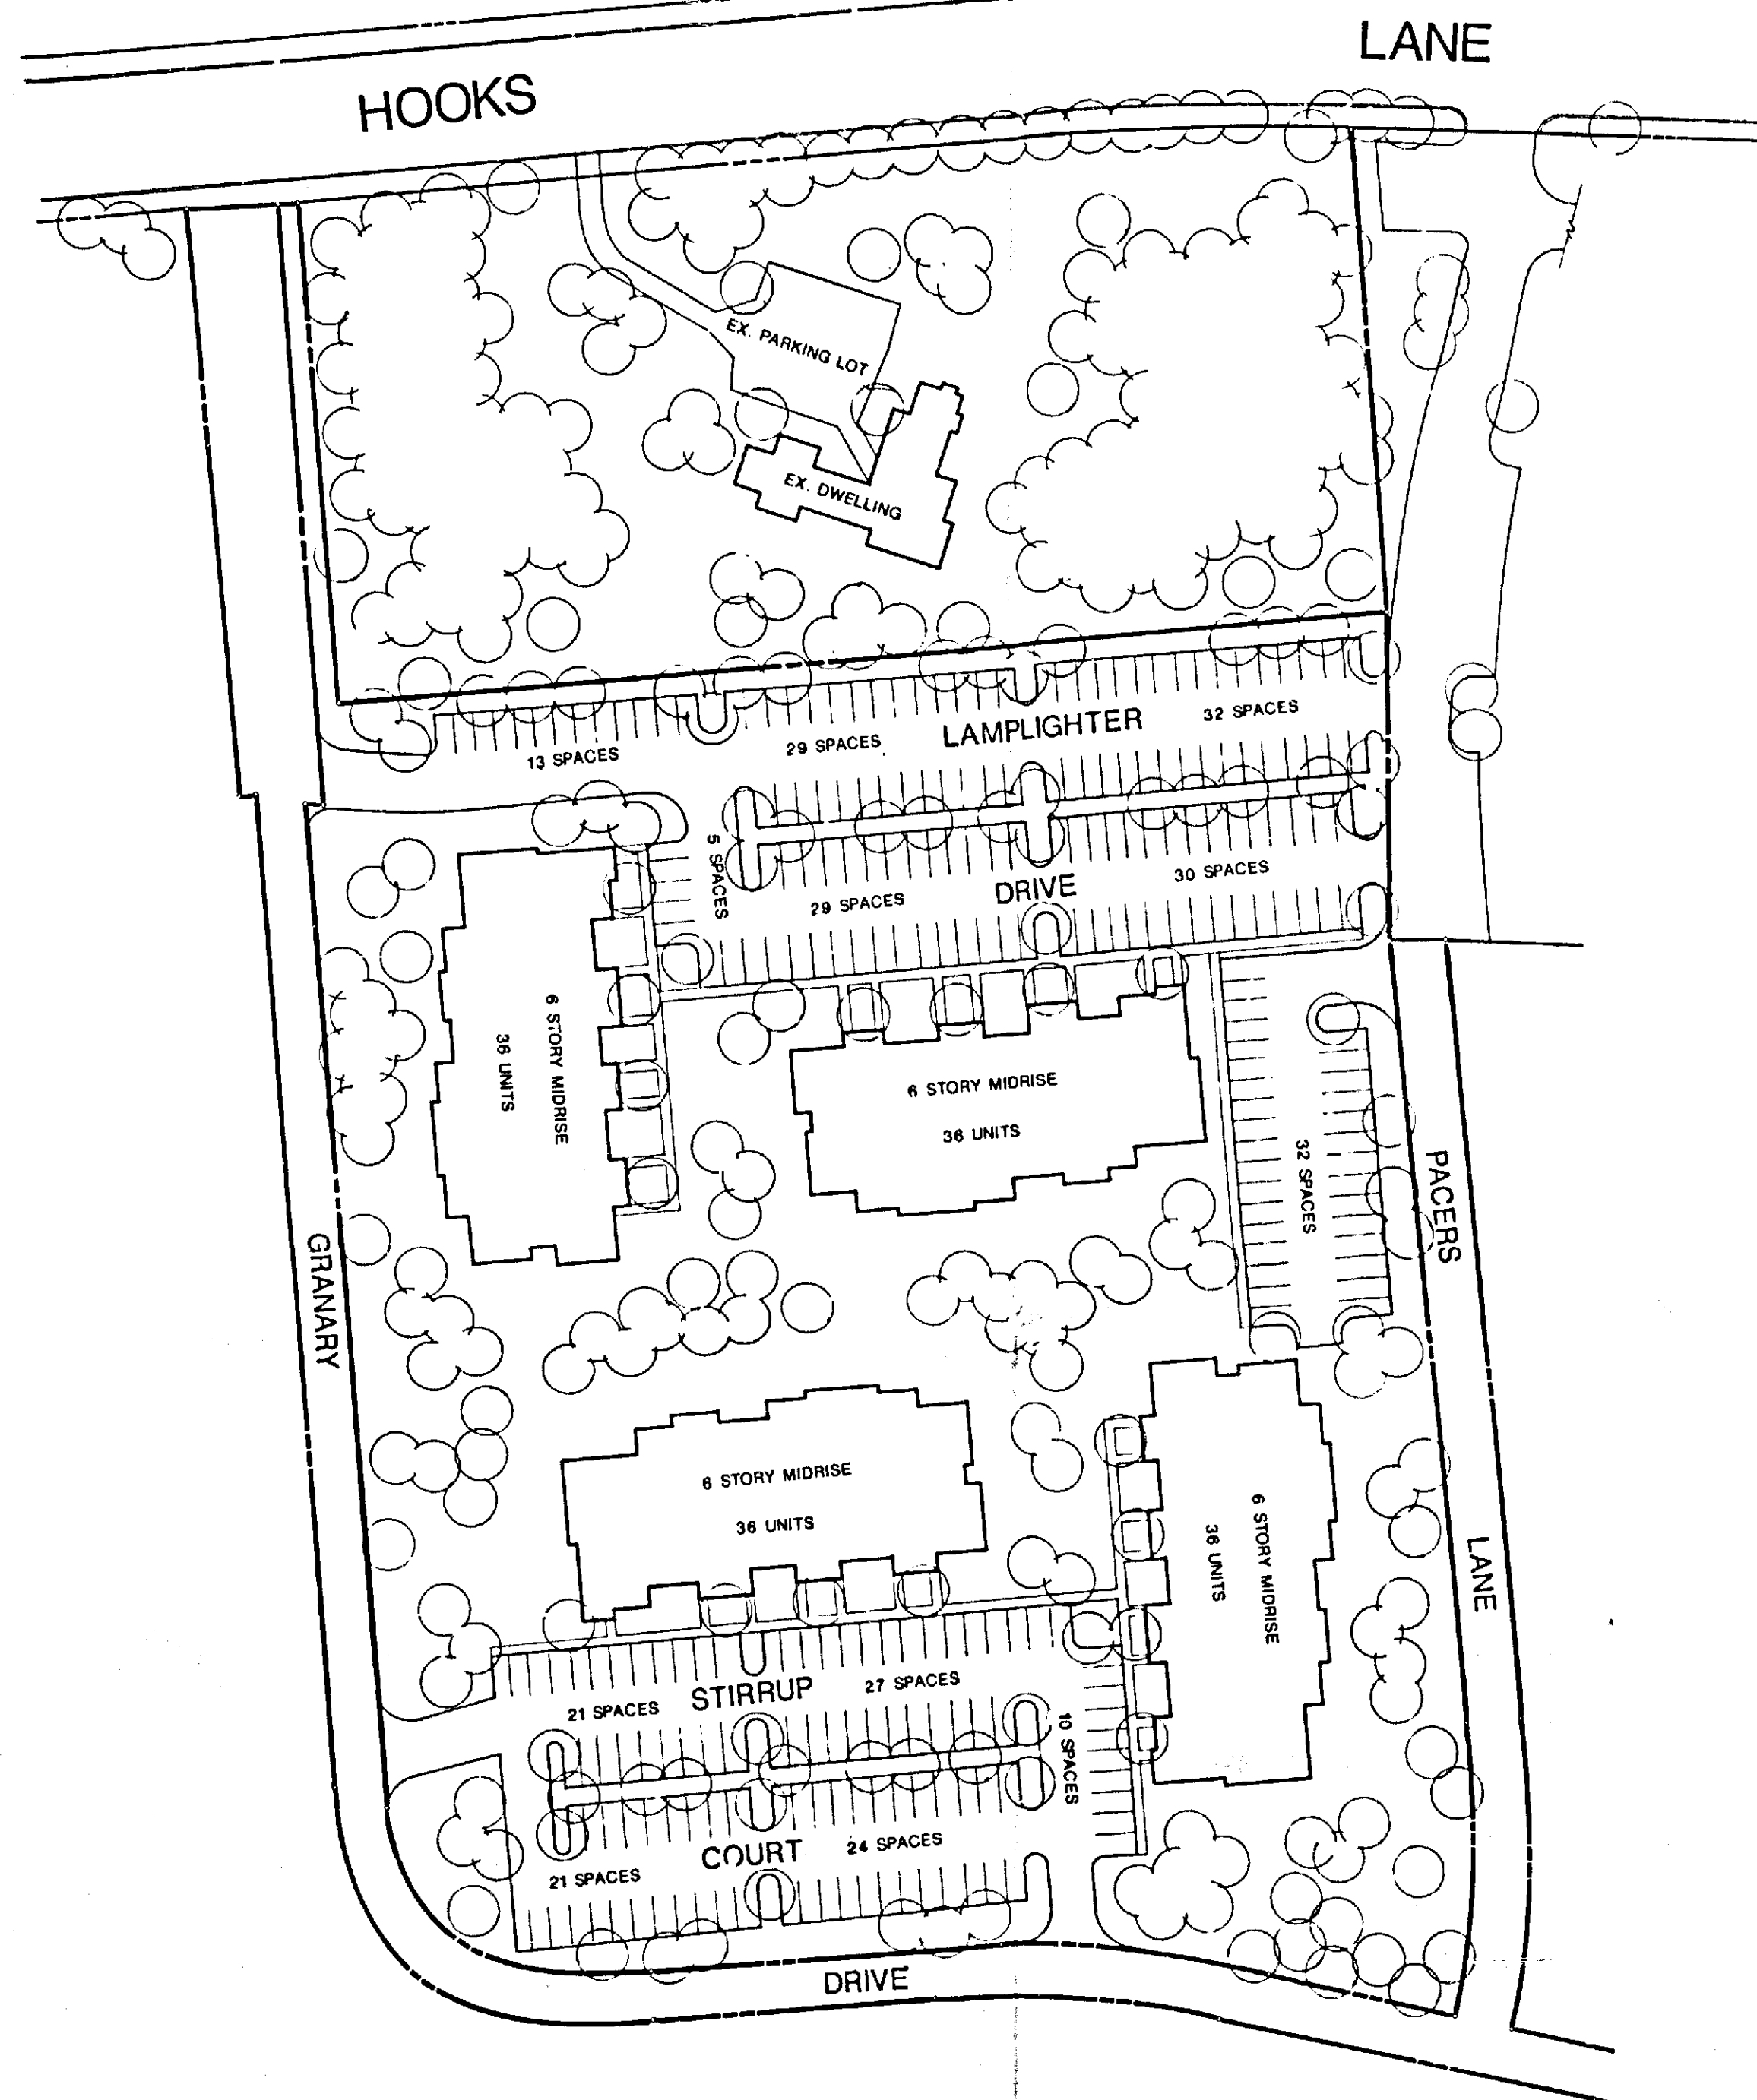 LANE
HOOKS
EX. PARKING LOT
EX. DWELLING
32 SPACES
LAMPLIGHTER
29 SPACES
13 SPACES
5 SPACES
30 SPACES
DRIVE
29 SPACES
6 STORY MIDRISE
36 UNITS
6 STORY MIDRISE
36 UNITS
32 SPACES
PACERS
GRANARY
6 STORY MIDRISE
36 UNITS
6 STORY MIDRISE
36 UNITS
LANE
27 SPACES
STIRRUP
21 SPACES
10 SPACES
24 SPACES
COURT
21 SPACES
DRIVE